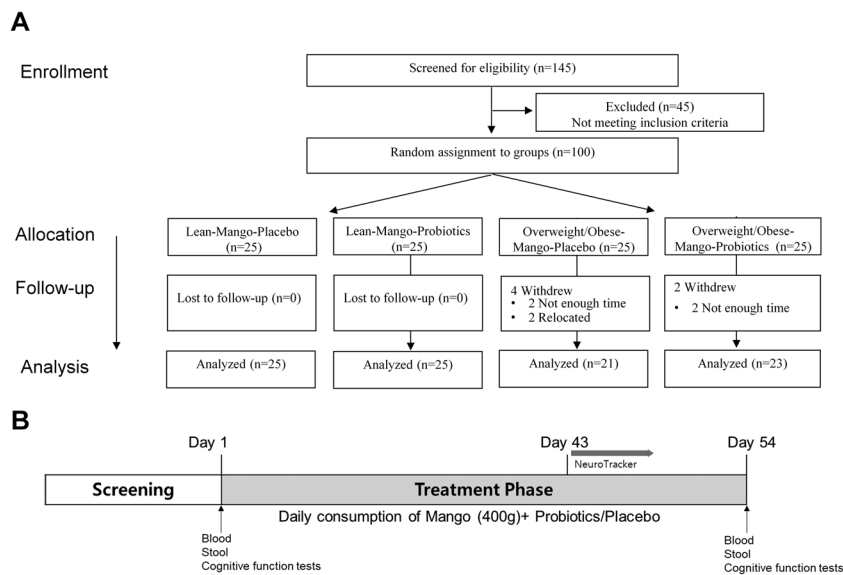 A
Enrollment
Screened for eligibility (n=145)
Excluded (n=45)
Not meeting inclusion criteria
Random assignment to groups (n=100)
Allocation
Lean-Mango-Placebo
(n=25)
Lean-Mango-Probiotics
(n=25)
Overweight/Obese-
Mango-Placebo (n=25)
Overweight/Obese-
Mango-Probiotics (n=25)
Follow-up
Lost to follow-up (n=0)
Lost to follow-up (n=0)
4 Withdrew
• 2 Not enough time
• 2 Relocated
2 Withdrew
• 2 Not enough time
Analysis
Analyzed (n=25)
Analyzed (n=25)
Analyzed (n=21)
Analyzed (n=23)
B
Day 1
Day 43
Day 54
NeuroTracker
Screening
Treatment Phase
Daily consumption of Mango (400g)+ Probiotics/Placebo
Blood
Stool
Cognitive function tests
Blood
Stool
Cognitive function tests